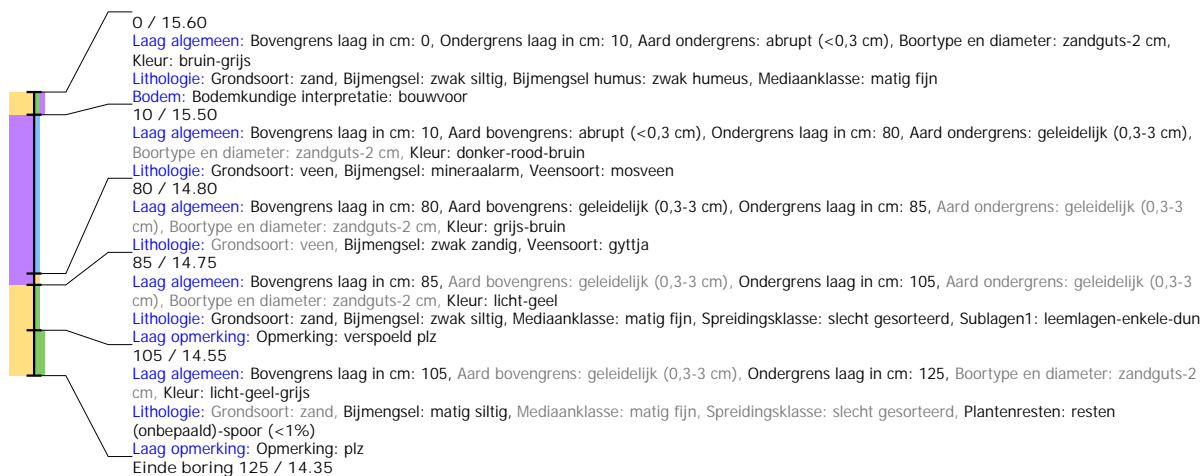 0 / 15.60
Laag algemeen: Bovengrens laag in cm: 0, Ondergrens laag in cm: 10, Aard ondergrens: abrupt (<0,3 cm), Boortype en diameter: zandguts-2 cm,
Kleur: bruin-grijs
Lithologie: Grondsoort: zand, Bijmengsel: zwak siltig, Bijmengsel humus: zwak humeus, Mediaanklasse: matig fijn
Bodem: Bodemkundige interpretatie: bouwvoor
10 / 15.50
Laag algemeen: Bovengrens laag in cm: 10, Aard bovengrens: abrupt (<0,3 cm), Ondergrens laag in cm: 80, Aard ondergrens: geleidelijk (0,3-3 cm),
Boortype en diameter: zandguts-2 cm, Kleur: donker-rood-bruin
Lithologie: Grondsoort: veen, Bijmengsel: mineraalarm, Veensoort: mosveen
80 / 14.80
Laag algemeen: Bovengrens laag in cm: 80, Aard bovengrens: geleidelijk (0,3-3 cm), Ondergrens laag in cm: 85, Aard ondergrens: geleidelijk (0,3-3
cm), Boortype en diameter: zandguts-2 cm, Kleur: grijs-bruin
Lithologie: Grondsoort: veen, Bijmengsel: zwak zandig, Veensoort: gyttja
85 / 14.75
Laag algemeen: Bovengrens laag in cm: 85, Aard bovengrens: geleidelijk (0,3-3 cm), Ondergrens laag in cm: 105, Aard ondergrens: geleidelijk (0,3-3
cm), Boortype en diameter: zandguts-2 cm, Kleur: licht-geel
Lithologie: Grondsoort: zand, Bijmengsel: zwak siltig, Mediaanklasse: matig fijn, Spreidingsklasse: slecht gesorteerd, Sublagen1: leemlagen-enkele-dun
Laag opmerking: Opmerking: verspoeld plz
105 / 14.55
Laag algemeen: Bovengrens laag in cm: 105, Aard bovengrens: geleidelijk (0,3-3 cm), Ondergrens laag in cm: 125, Boortype en diameter: zandguts-2
cm, Kleur: licht-geel-grijs
Lithologie: Grondsoort: zand, Bijmengsel: matig siltig, Mediaanklasse: matig fijn, Spreidingsklasse: slecht gesorteerd, Plantenresten: resten
(onbepaald)-spoor (<1%)
Laag opmerking: Opmerking: plz
Einde boring 125 / 14.35